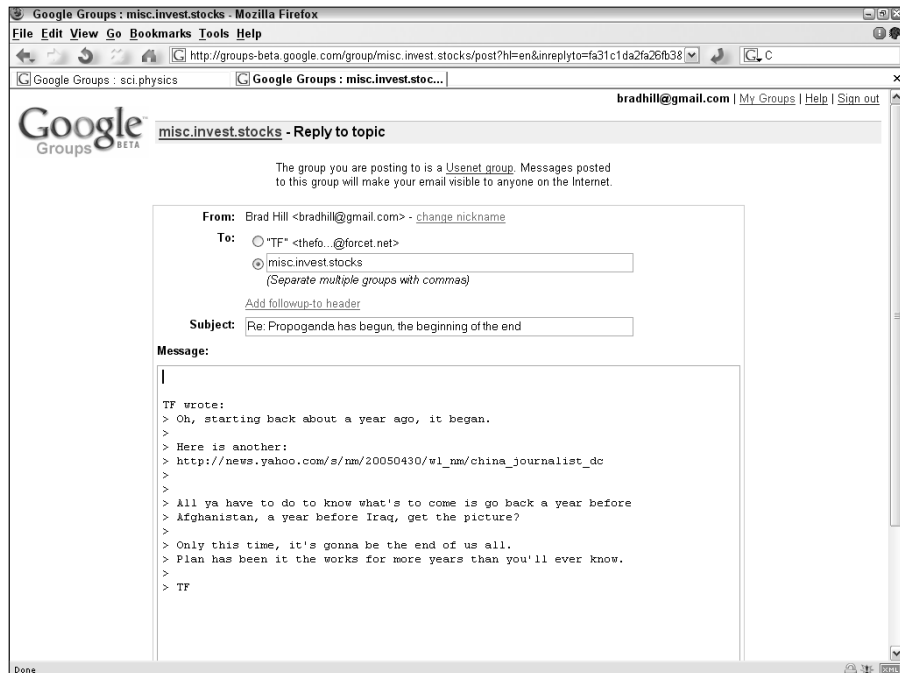 Google Groups : misc.invest.stocks - Mozilla Firefox
File Edit View Go Bookmarks Tools Help
http://groups-beta.google.com/group/misc.invest.stocks/post?hl=en&inreplyto=fa31c1da2fa26fb3& G C
G Google Groups : sci.physics G Google Groups : misc.invest.stoc...
bradhill@gmail.com | My Groups | Help | Sign out
Google Groups BETA
misc.invest.stocks - Reply to topic
The group you are posting to is a Usenet group. Messages posted
to this group will make your email visible to anyone on the Internet.
From: Brad Hill <bradhill@gmail.com> - change nickname
To: "TF" <thefo...@forcet.net>
misc.invest.stocks
(Separate multiple groups with commas)
Add followup-to header
Subject: Re: Propoganda has begun, the beginning of the end
Message:
TF wrote:
> Oh, starting back about a year ago, it began.
>
> Here is another:
> http://news.yahoo.com/s/nm/20050430/wl_nm/china_journalist_dc
>
>
> All ya have to do to know what's to come is go back a year before
> Afghanistan, a year before Iraq, get the picture?
>
> Only this time, it's gonna be the end of us all.
> Plan has been it the works for more years than you'll ever know.
>
> TF
Done XML